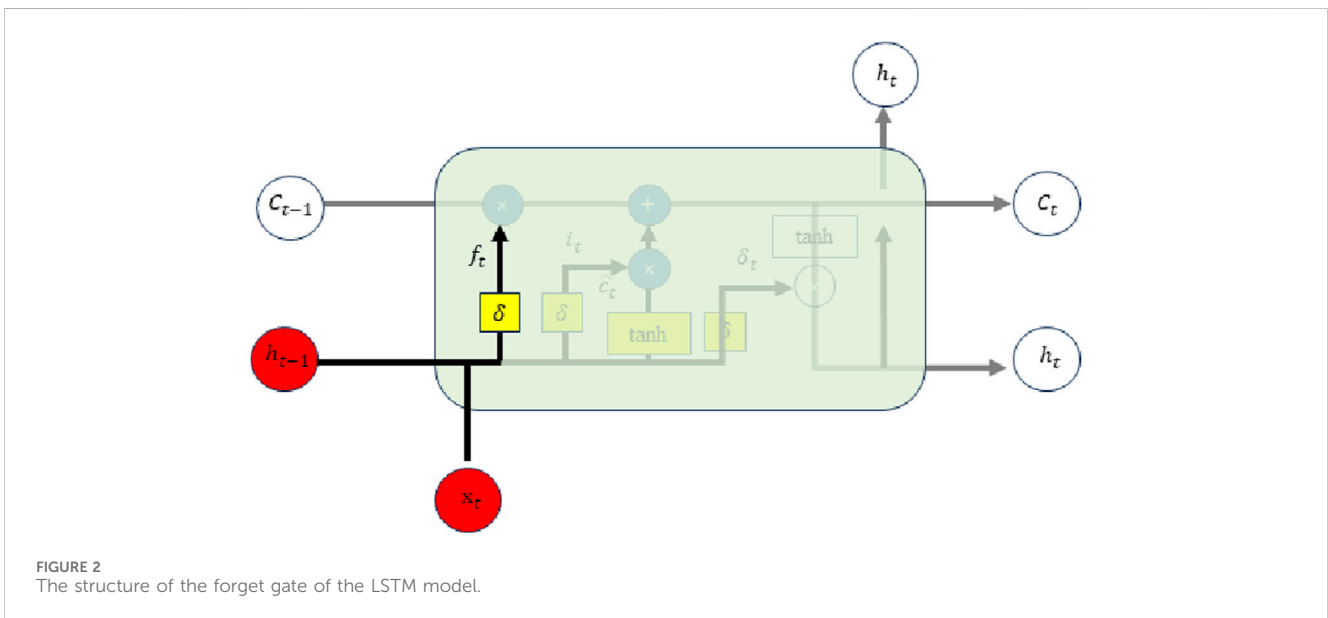 h_t
C_{t−1}
×
+
C_t
tanh
f_t
i_t
δ_t
×
c̃_t
×
δ
δ
tanh
δ
h_{t−1}
h_t
x_t
FIGURE 2
The structure of the forget gate of the LSTM model.